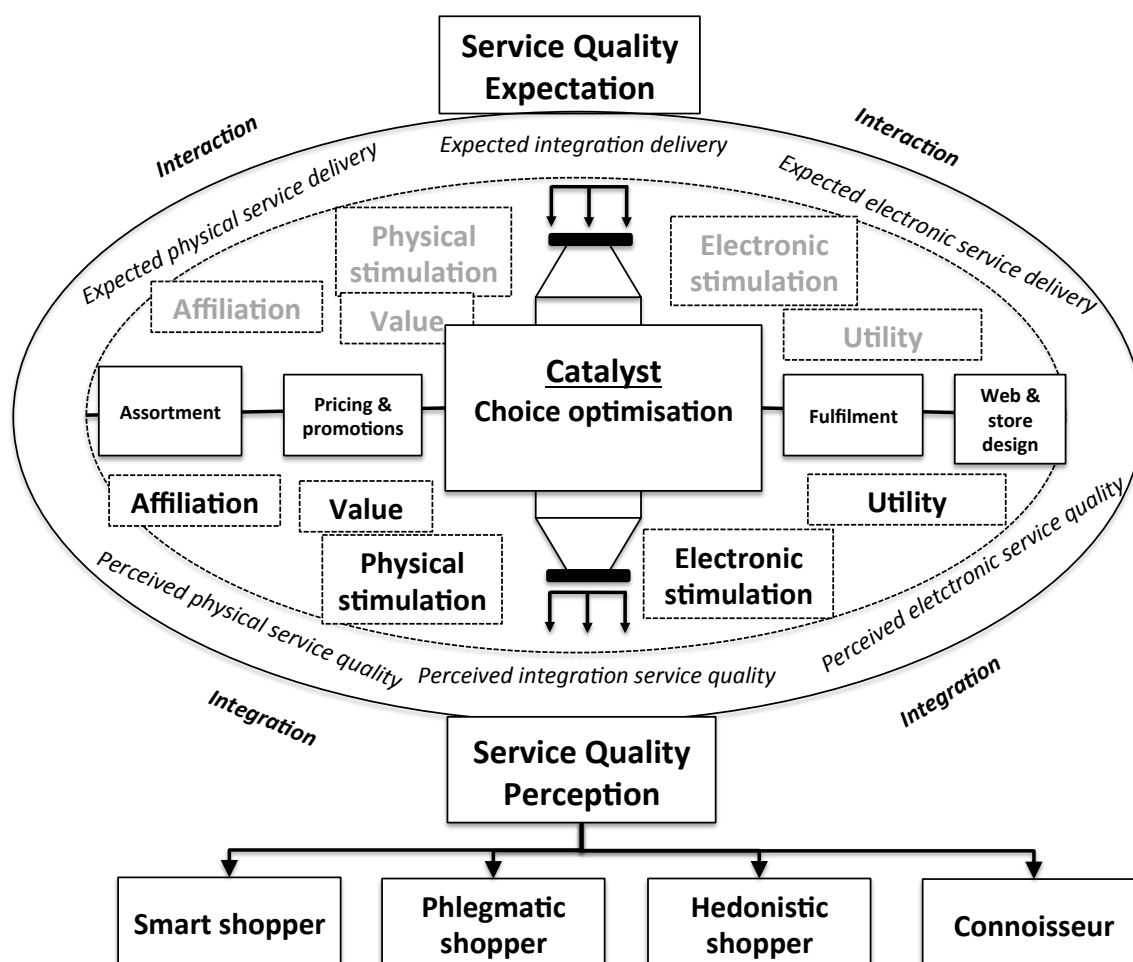 Service Quality
Expectation
Interaction
Interaction
Expected integration delivery
Expected physical service delivery
Expected electronic service delivery
Physical
stimulation
Electronic
stimulation
Affiliation
Value
Utility
Catalyst
Choice optimisation
Assortment
Pricing &
promotions
Fulfilment
Web &
store
design
Affiliation
Value
Utility
Physical
stimulation
Electronic
stimulation
Perceived physical service quality
Perceived integration service quality
Perceived eletctronic service quality
Integration
Integration
Service Quality
Perception
Smart shopper
Phlegmatic
shopper
Hedonistic
shopper
Connoisseur